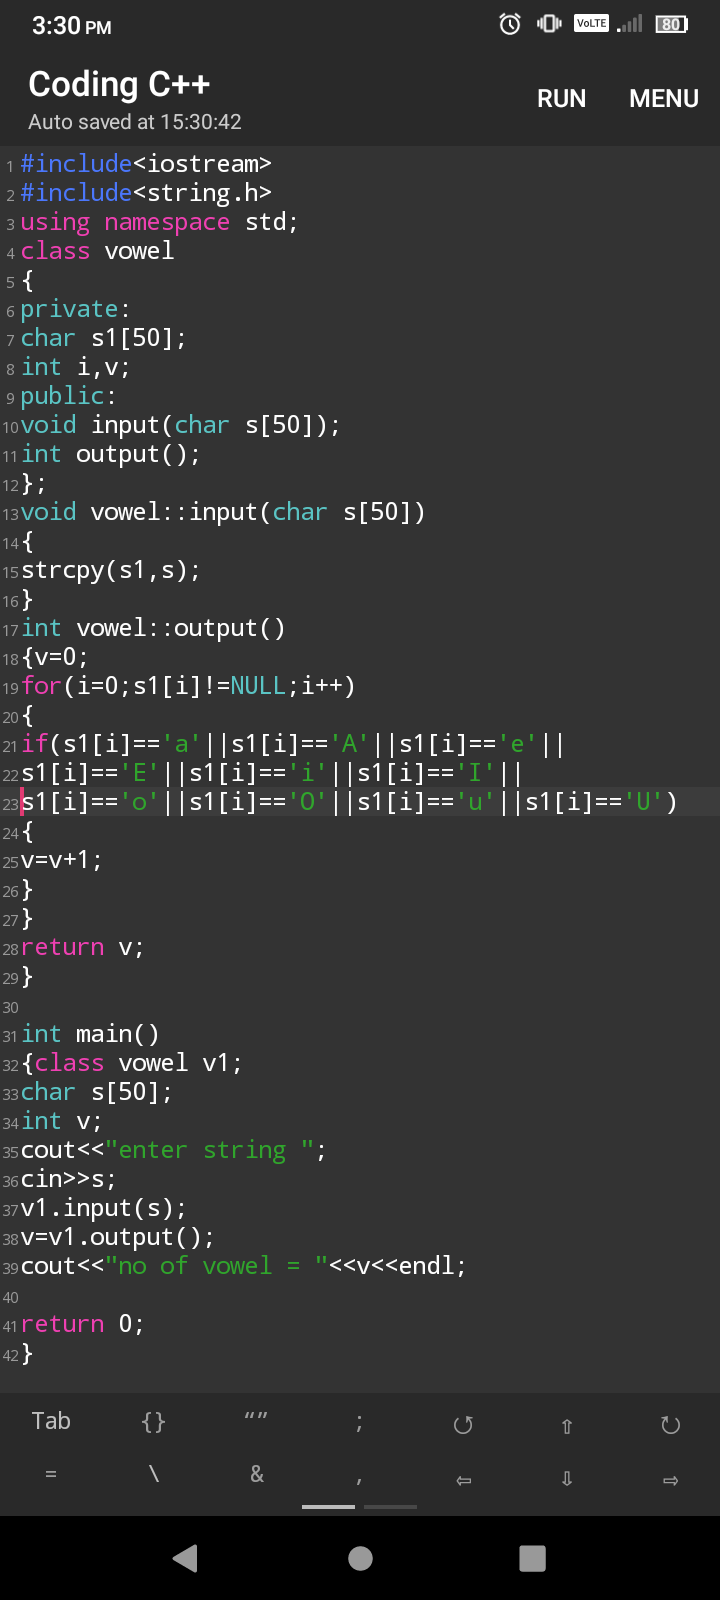 3:30 PM
VoLTE
80
Coding C++
RUN
MENU
Auto saved at 15:30:42
1 #include<iostream>
2 #include<string.h>
3 using namespace std;
4 class vowel
5 {
6 private:
7 char s1[50];
8 int i,v;
9 public:
10 void input(char s[50]);
11 int output();
12 };
13 void vowel::input(char s[50])
14 {
15 strcpy(s1,s);
16 }
17 int vowel::output()
18 {v=0;
19 for(i=0;s1[i]!=NULL;i++)
20 {
21 if(s1[i]=='a'||s1[i]=='A'||s1[i]=='e'||
22 s1[i]=='E'||s1[i]=='i'||s1[i]=='I'||
23 s1[i]=='o'||s1[i]=='O'||s1[i]=='u'||s1[i]=='U')
24 {
25 v=v+1;
26 }
27 }
28 return v;
29 }
30
31 int main()
32 {class vowel v1;
33 char s[50];
34 int v;
35 cout<<"enter string ";
36 cin>>s;
37 v1.input(s);
38 v=v1.output();
39 cout<<"no of vowel = "<<v<<endl;
40
41 return 0;
42 }
Tab {} “” ; ↺ ⇧ ↻
= \ & , ⇦ ⇩ ⇨